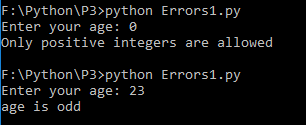 F:\Python\P3>python Errors1.py
Enter your age: 0
Only positive integers are allowed
F:\Python\P3>python Errors1.py
Enter your age: 23
age is odd